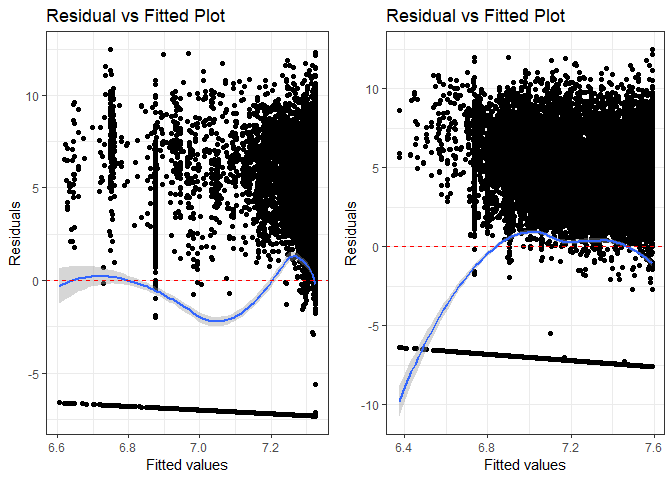 Residual vs Fitted Plot
Residuals
10
5
0
-5
6.6 6.8 7.0 7.2
Fitted values
Residual vs Fitted Plot
Residuals
10
5
0
-5
-10
6.4 6.8 7.2 7.6
Fitted values